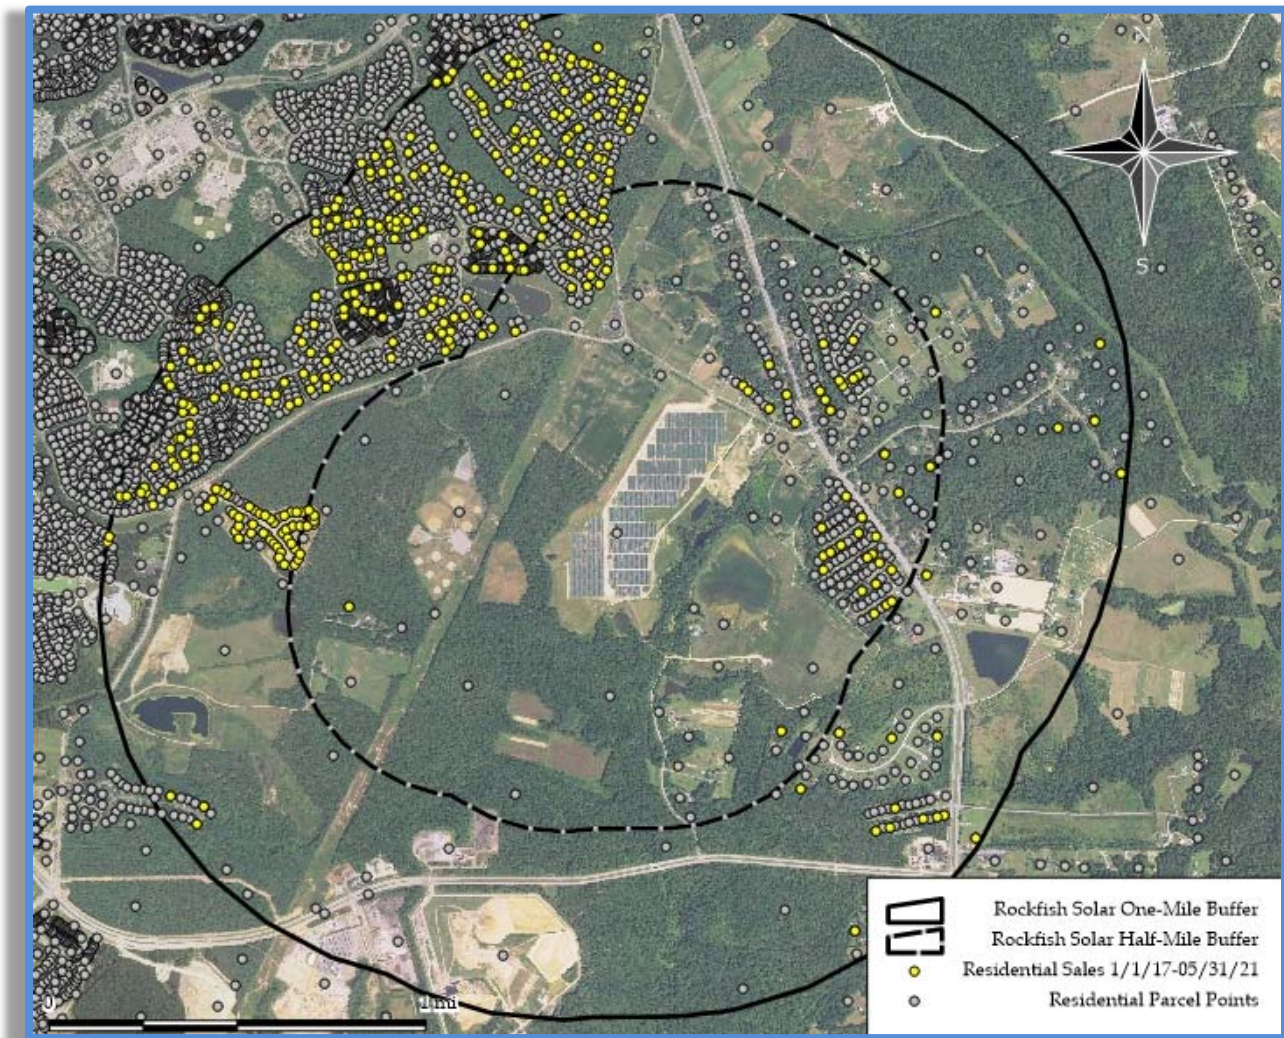 N
S
Rockfish Solar One-Mile Buffer
Rockfish Solar Half-Mile Buffer
Residential Sales 1/1/17-05/31/21
Residential Parcel Points
0 1 mi